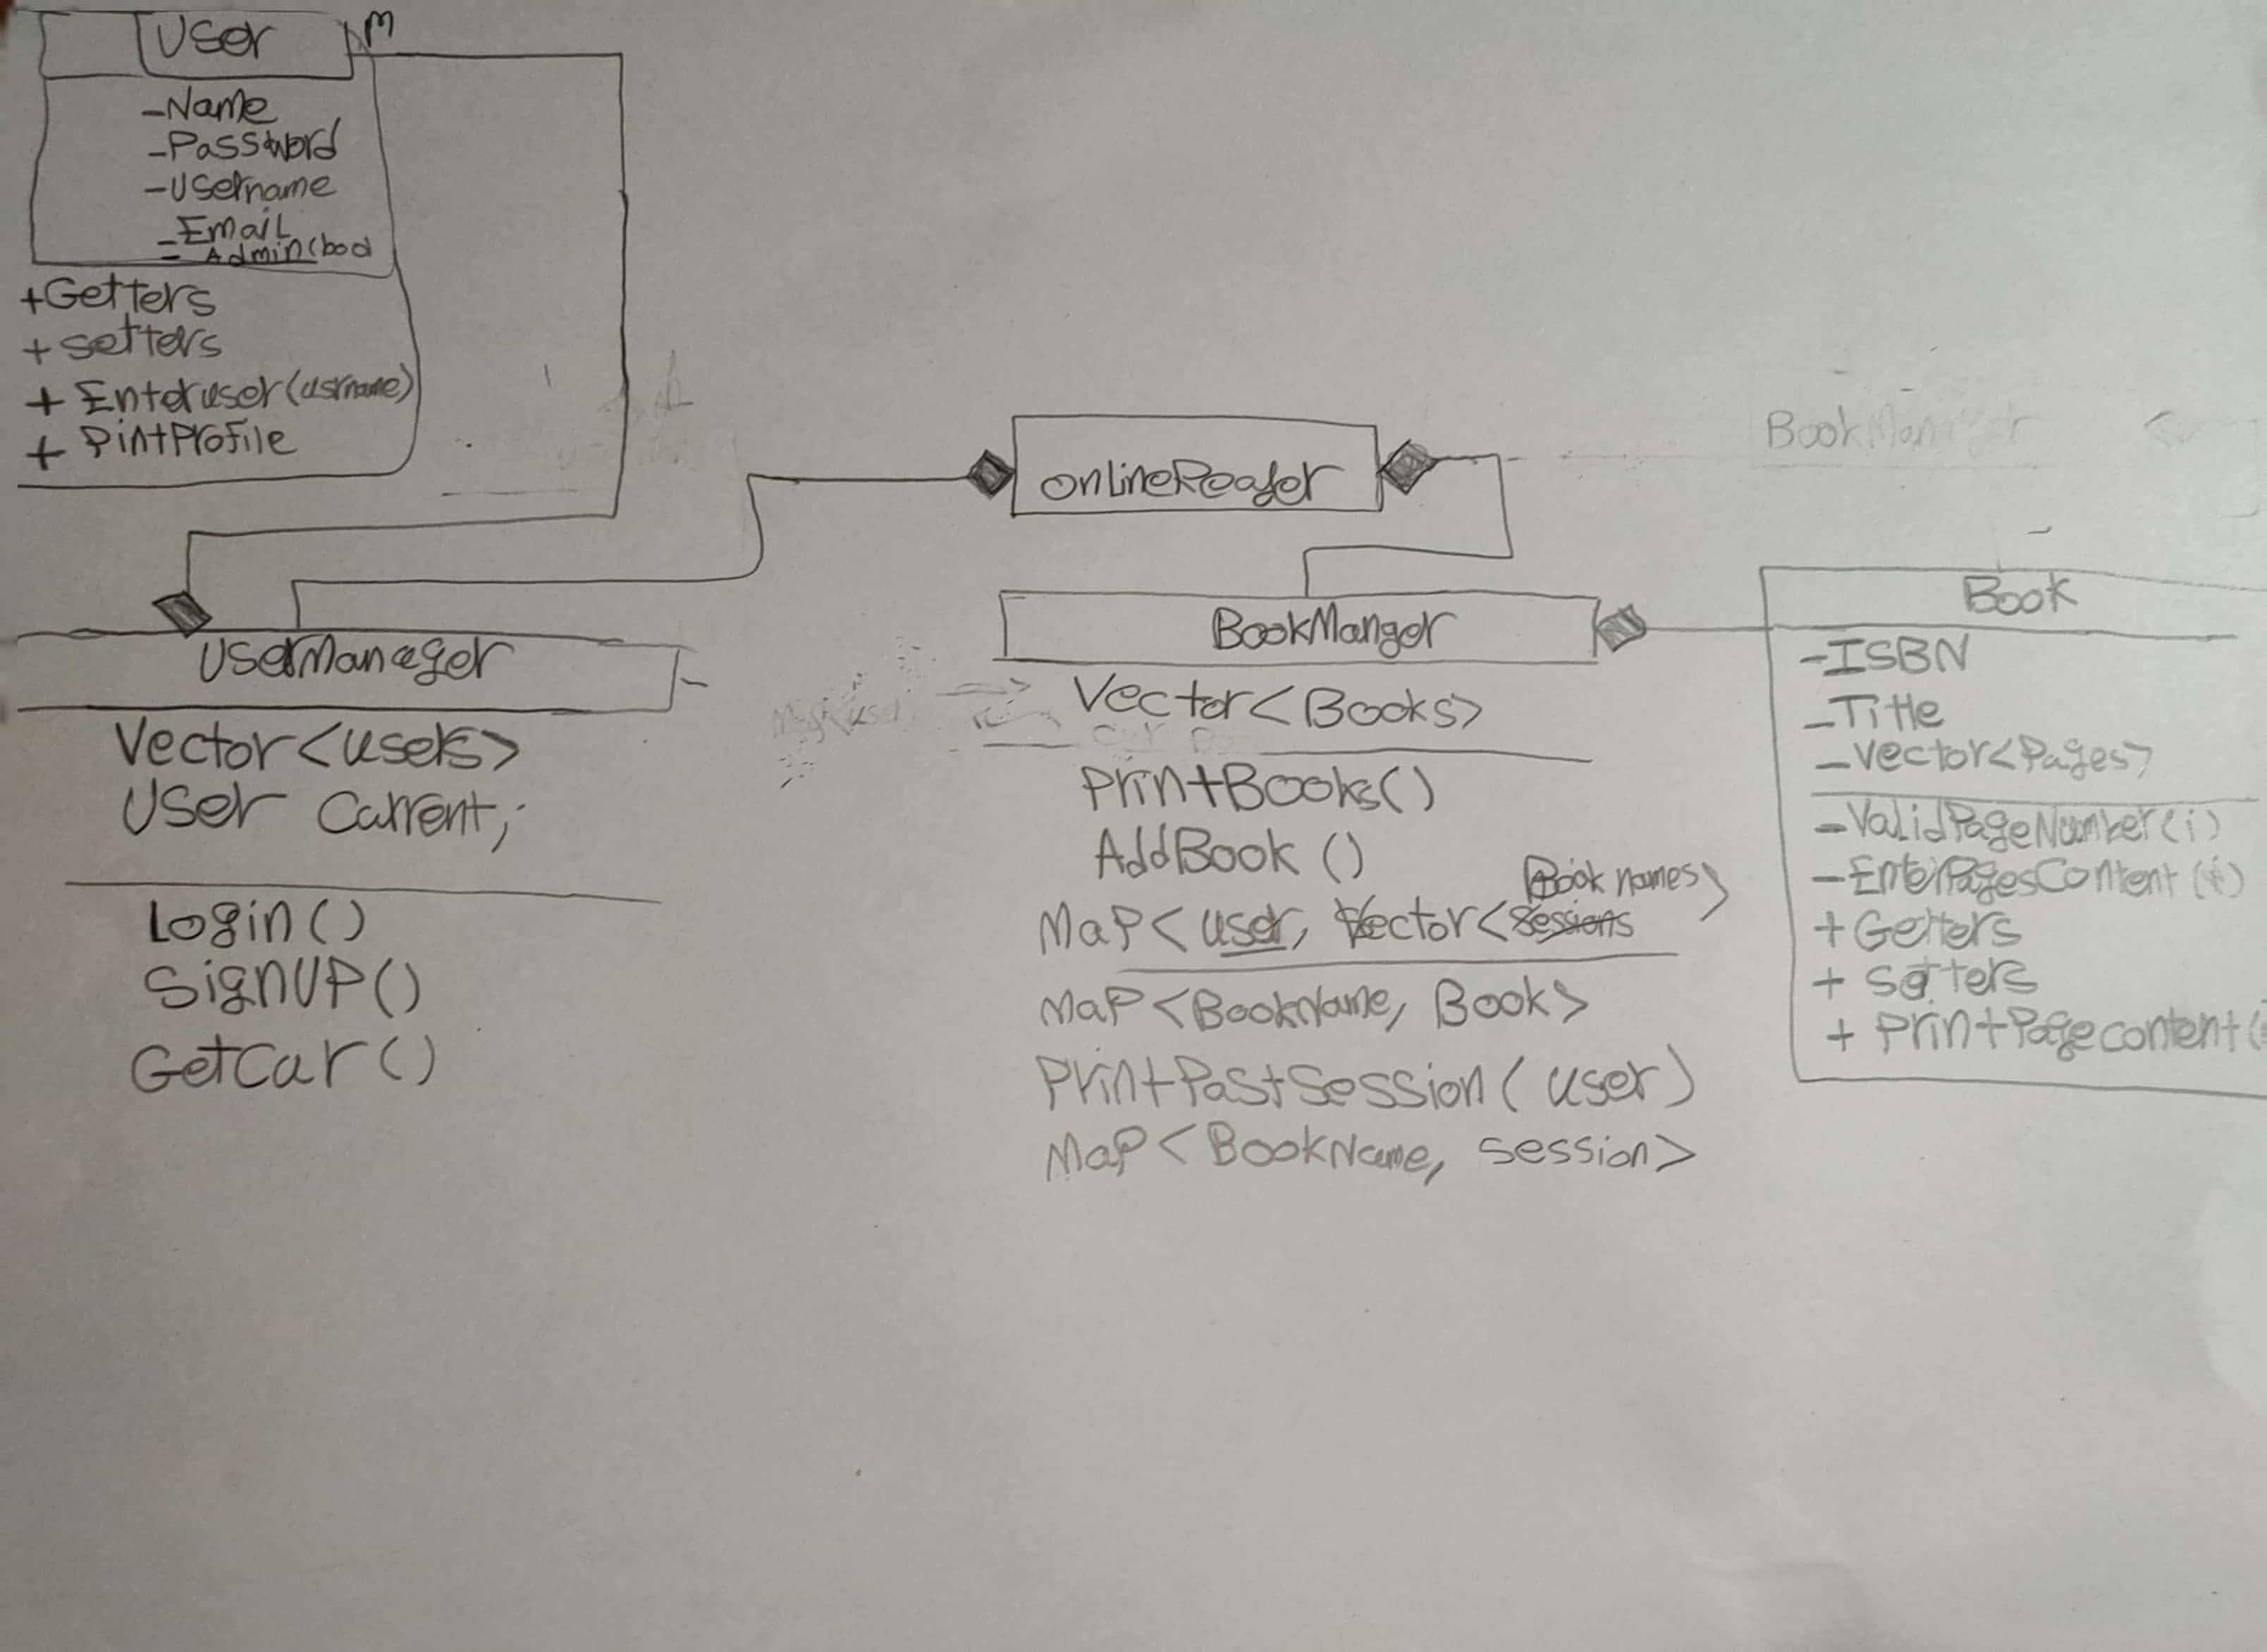 User
M
-Name
-Password
-Username
-Email
- Admin(bool
+Getters
+ setters
+ Enteruser(usrname)
+ PintProfile
onlineReader
BookManger
Vector<Books>
PrintBooks()
AddBook ()
Book names>
Map<user, Vector<Sessions
Map<BookName, Book>
PrintPastSession(user)
Map<BookName, session>
UserManager
Vector<users>
User Current;
Login()
SignUP()
GetCur()
BookManger
Book
-ISBN
-Title
-Vector<Pages>
-ValidPageNumber(i)
-EnterPagesContent(i)
+Getters
+ setters
+ PrintPagecontent(i